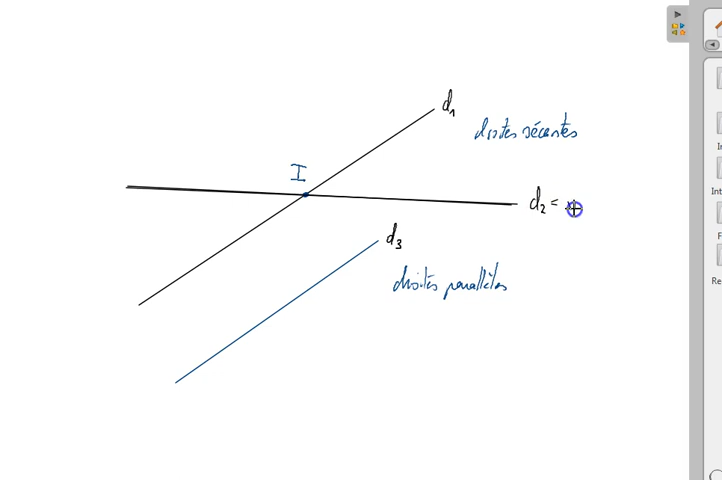 d₁
droites sécantes
I
d₂ =
d₃
droites parallèles